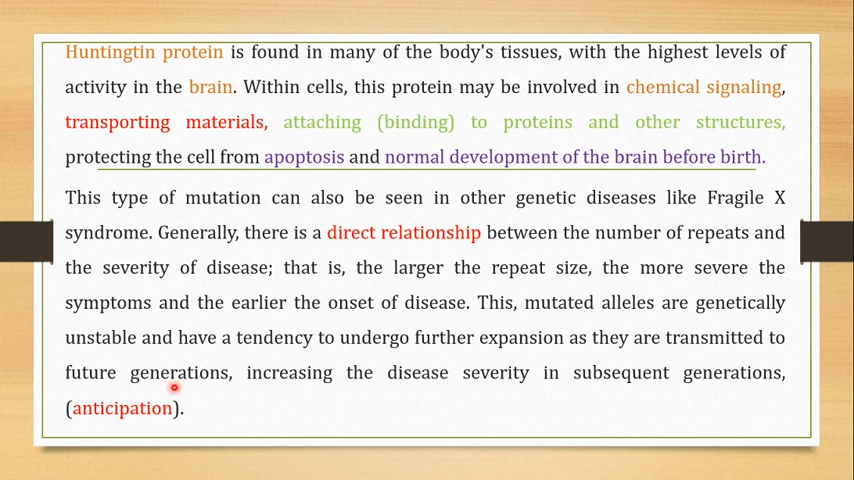 Huntingtin protein is found in many of the body's tissues, with the highest levels of
activity in the brain. Within cells, this protein may be involved in chemical signaling,
transporting materials, attaching (binding) to proteins and other structures,
protecting the cell from apoptosis and normal development of the brain before birth.
This type of mutation can also be seen in other genetic diseases like Fragile X
syndrome. Generally, there is a direct relationship between the number of repeats and
the severity of disease; that is, the larger the repeat size, the more severe the
symptoms and the earlier the onset of disease. This, mutated alleles are genetically
unstable and have a tendency to undergo further expansion as they are transmitted to
future generations, increasing the disease severity in subsequent generations,
(anticipation).